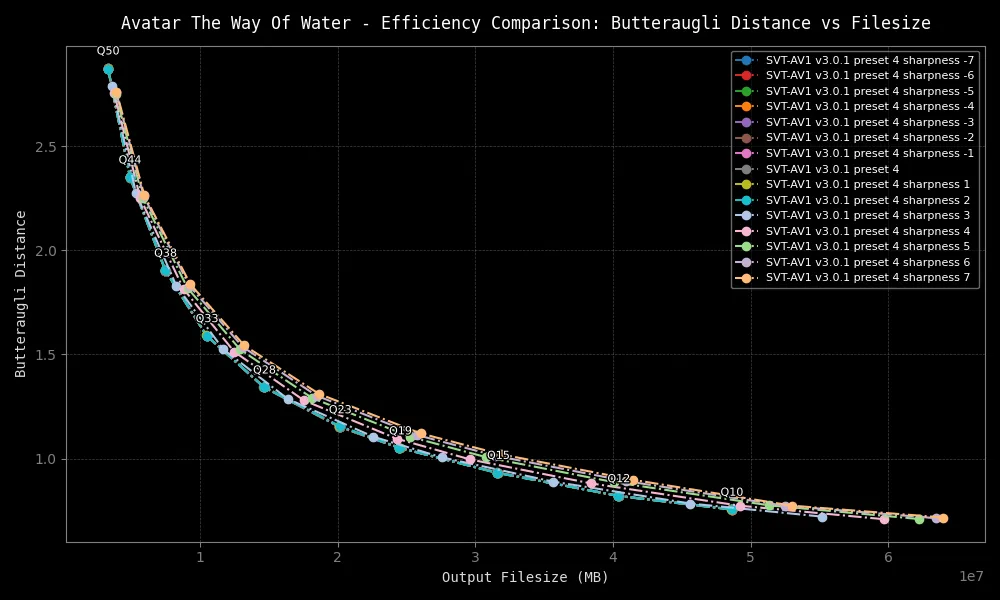 Avatar The Way Of Water - Efficiency Comparison: Butteraugli Distance vs Filesize
Q50
Q44
Q38
Q33
Q28
Q23
Q19
Q15
Q12
Q10
SVT-AV1 v3.0.1 preset 4 sharpness -7
SVT-AV1 v3.0.1 preset 4 sharpness -6
SVT-AV1 v3.0.1 preset 4 sharpness -5
SVT-AV1 v3.0.1 preset 4 sharpness -4
SVT-AV1 v3.0.1 preset 4 sharpness -3
SVT-AV1 v3.0.1 preset 4 sharpness -2
SVT-AV1 v3.0.1 preset 4 sharpness -1
SVT-AV1 v3.0.1 preset 4
SVT-AV1 v3.0.1 preset 4 sharpness 1
SVT-AV1 v3.0.1 preset 4 sharpness 2
SVT-AV1 v3.0.1 preset 4 sharpness 3
SVT-AV1 v3.0.1 preset 4 sharpness 4
SVT-AV1 v3.0.1 preset 4 sharpness 5
SVT-AV1 v3.0.1 preset 4 sharpness 6
SVT-AV1 v3.0.1 preset 4 sharpness 7
Butteraugli Distance
2.5
2.0
1.5
1.0
1 2 3 4 5 6
1e7
Output Filesize (MB)